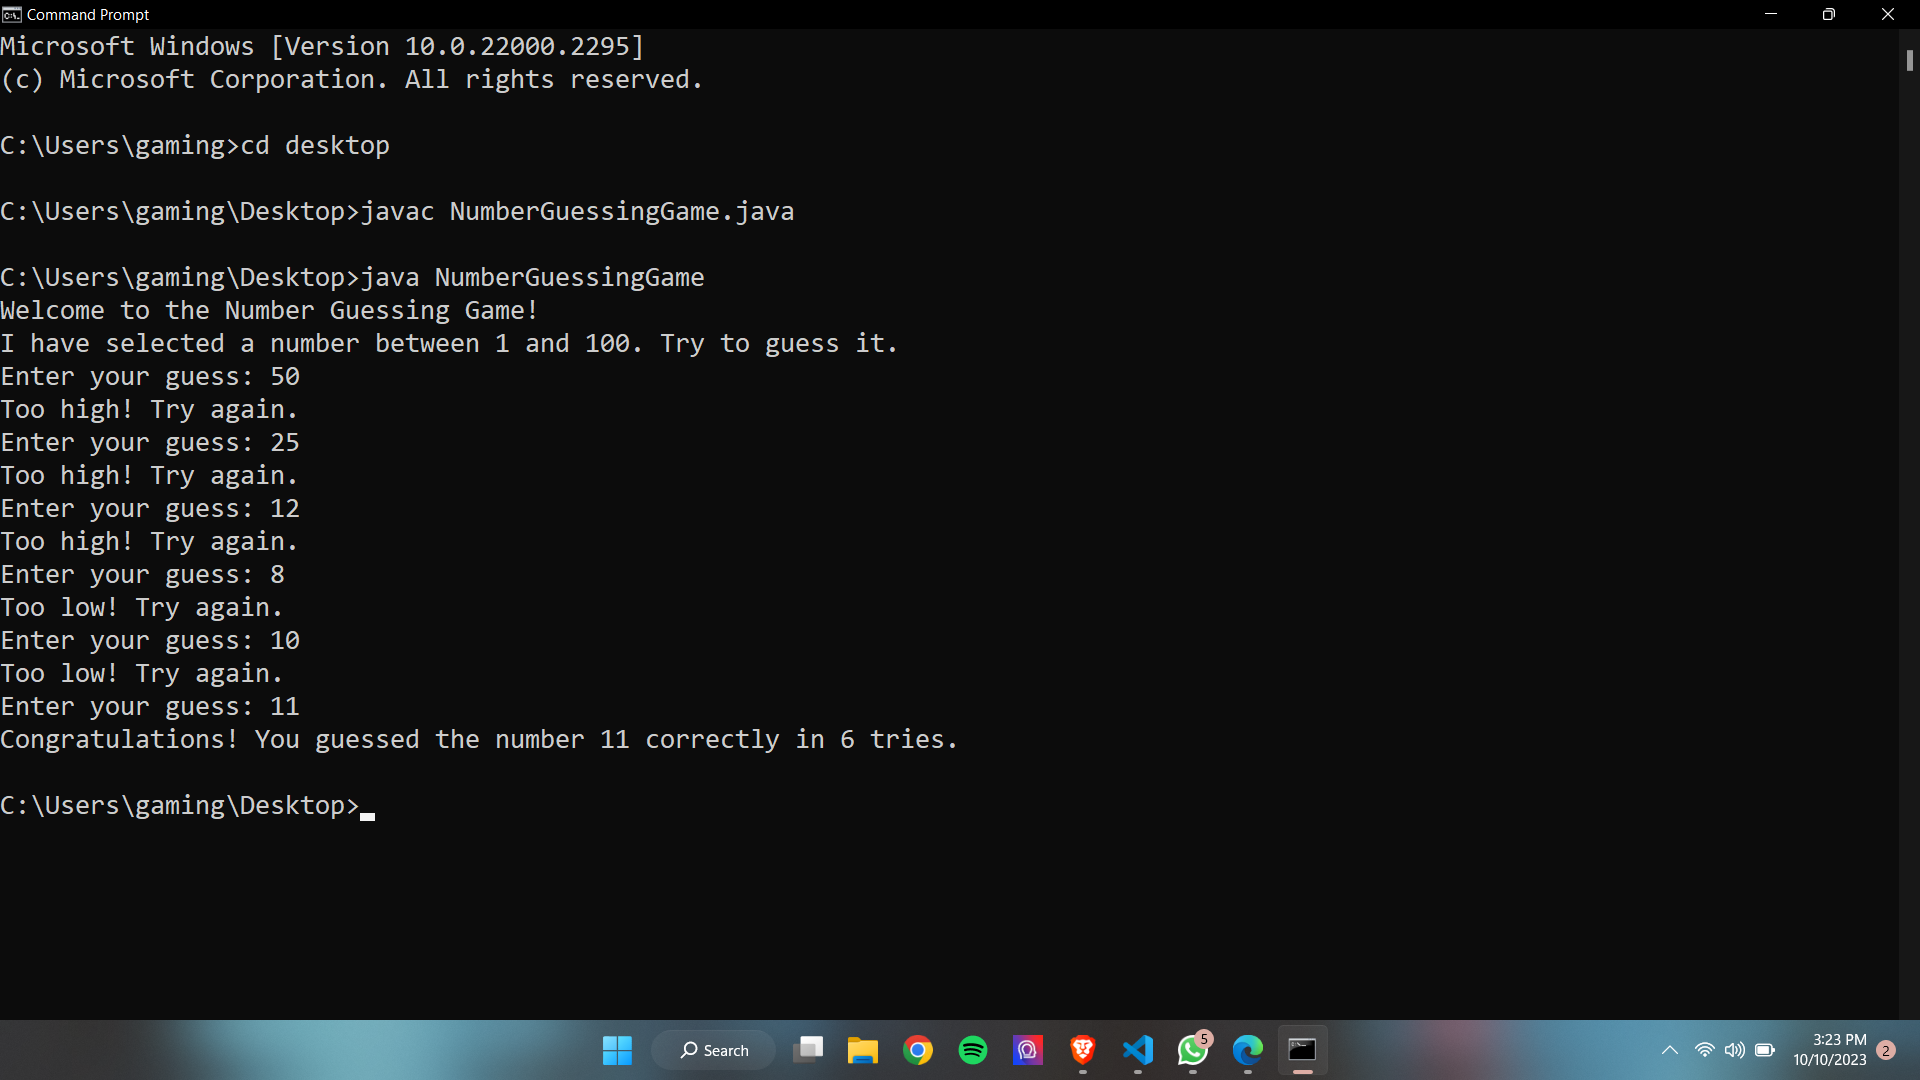 Command Prompt
Microsoft Windows [Version 10.0.22000.2295]
(c) Microsoft Corporation. All rights reserved.
C:\Users\gaming>cd desktop
C:\Users\gaming\Desktop>javac NumberGuessingGame.java
C:\Users\gaming\Desktop>java NumberGuessingGame
Welcome to the Number Guessing Game!
I have selected a number between 1 and 100. Try to guess it.
Enter your guess: 50
Too high! Try again.
Enter your guess: 25
Too high! Try again.
Enter your guess: 12
Too high! Try again.
Enter your guess: 8
Too low! Try again.
Enter your guess: 10
Too low! Try again.
Enter your guess: 11
Congratulations! You guessed the number 11 correctly in 6 tries.
C:\Users\gaming\Desktop>
Search
5
3:23 PM
10/10/2023
2